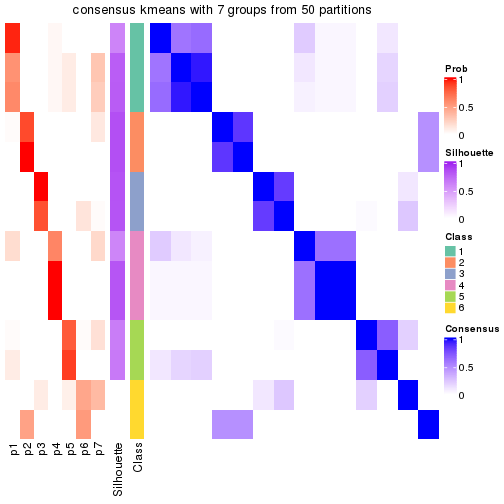 consensus kmeans with 7 groups from 50 partitions
Prob
1
0.5
0
Silhouette
1
0.5
0
Class
1
2
3
4
5
6
Consensus
1
0.5
0
p1
p2
p3
p4
p5
p6
p7
Silhouette
Class